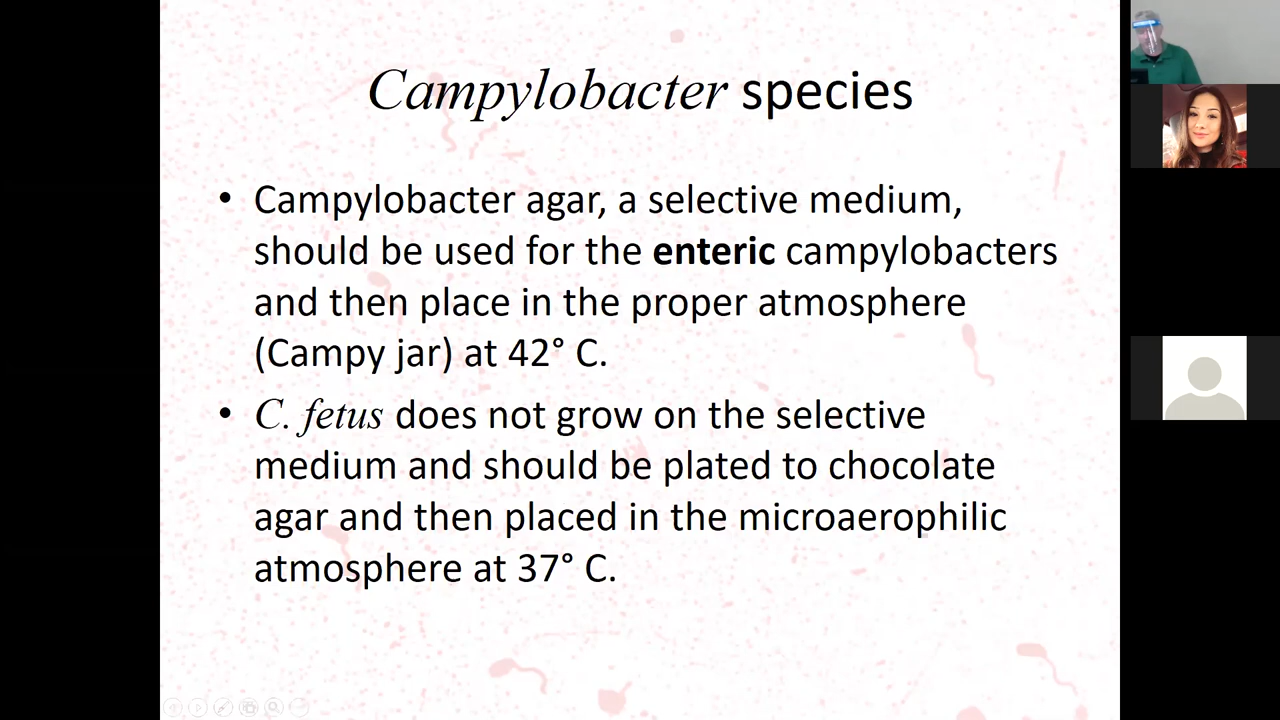 Campylobacter species
• Campylobacter agar, a selective medium,
should be used for the enteric campylobacters
and then place in the proper atmosphere
(Campy jar) at 42° C.
• C. fetus does not grow on the selective
medium and should be plated to chocolate
agar and then placed in the microaerophilic
atmosphere at 37° C.